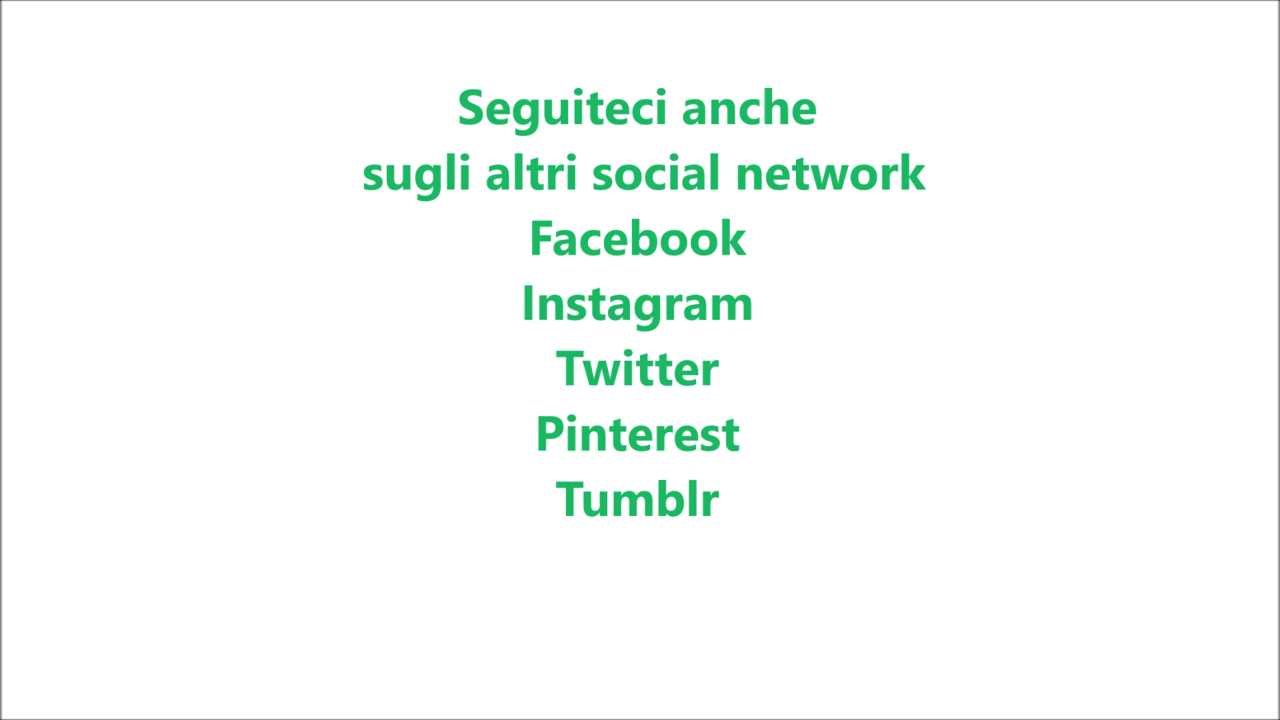 Seguiteci anche
sugli altri social network
Facebook
Instagram
Twitter
Pinterest
Tumblr